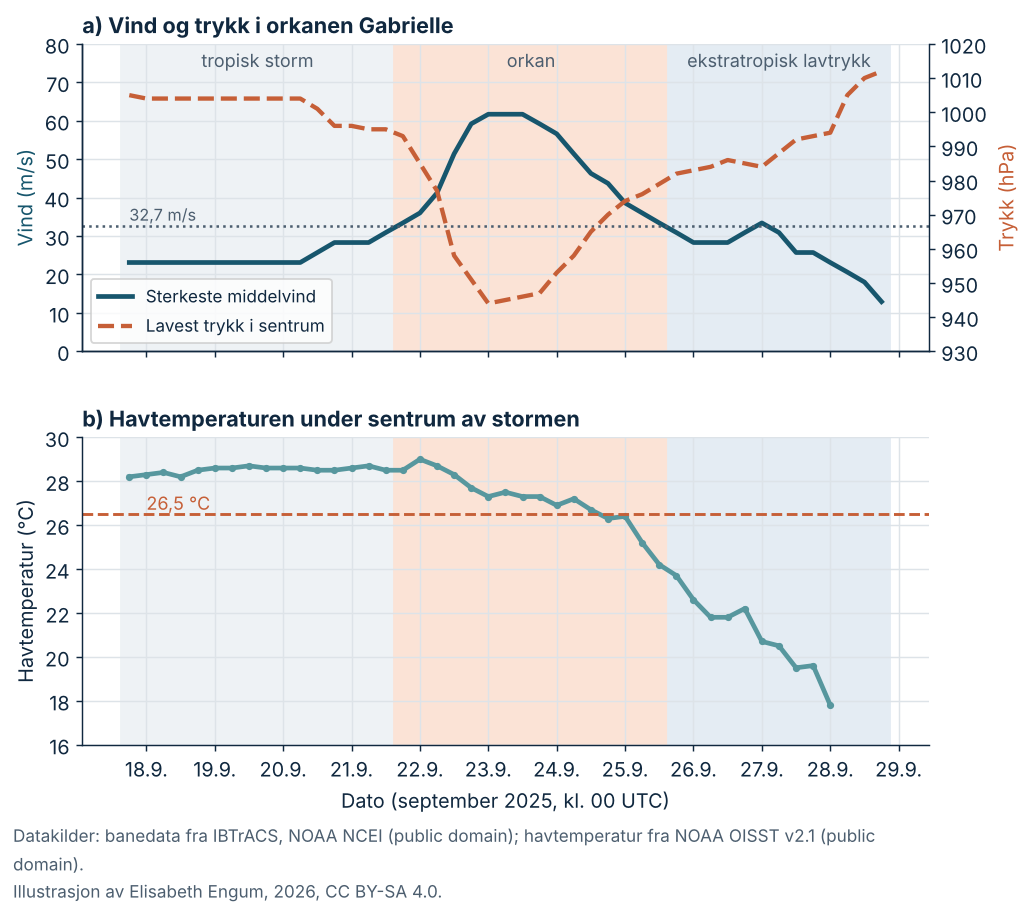 a) Vind og trykk i orkanen Gabrielle
tropisk storm
orkan
ekstratropisk lavtrykk
32,7 m/s
Sterkeste middelvind
Lavest trykk i sentrum
Vind (m/s)
80
70
60
50
40
30
20
10
0
Trykk (hPa)
1020
1010
1000
990
980
970
960
950
940
930
b) Havtemperaturen under sentrum av stormen
26,5 °C
Havtemperatur (°C)
30
28
26
24
22
20
18
16
18.9. 19.9. 20.9. 21.9. 22.9. 23.9. 24.9. 25.9. 26.9. 27.9. 28.9. 29.9.
Dato (september 2025, kl. 00 UTC)
Datakilder: banedata fra IBTrACS, NOAA NCEI (public domain); havtemperatur fra NOAA OISST v2.1 (public
domain).
Illustrasjon av Elisabeth Engum, 2026, CC BY-SA 4.0.